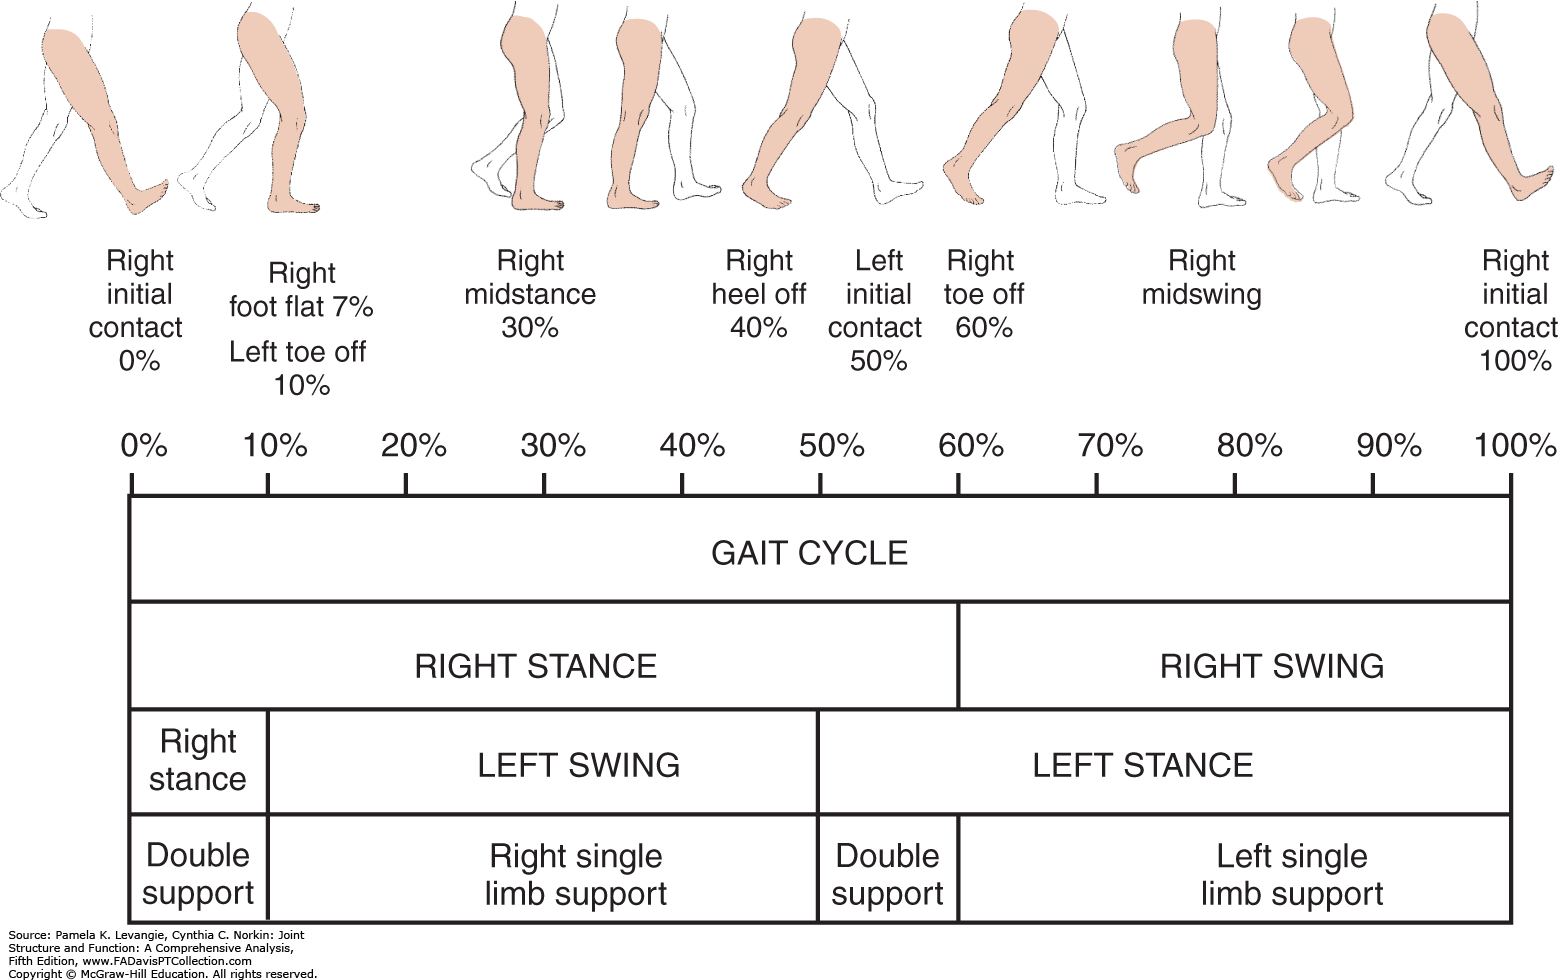 Right
initial
contact
0%
Right
foot flat 7%
Left toe off
10%
Right
midstance
30%
Right
heel off
40%
Left
initial
contact
50%
Right
toe off
60%
Right
midswing
Right
initial
contact
100%
0% 10% 20% 30% 40% 50% 60% 70% 80% 90% 100%
GAIT CYCLE
RIGHT STANCE
RIGHT SWING
Right
stance
LEFT SWING
LEFT STANCE
Double
support
Right single
limb support
Double
support
Left single
limb support
Source: Pamela K. Levangie, Cynthia C. Norkin: Joint
Structure and Function: A Comprehensive Analysis,
Fifth Edition, www.FADavisPTCollection.com
Copyright © McGraw-Hill Education. All rights reserved.